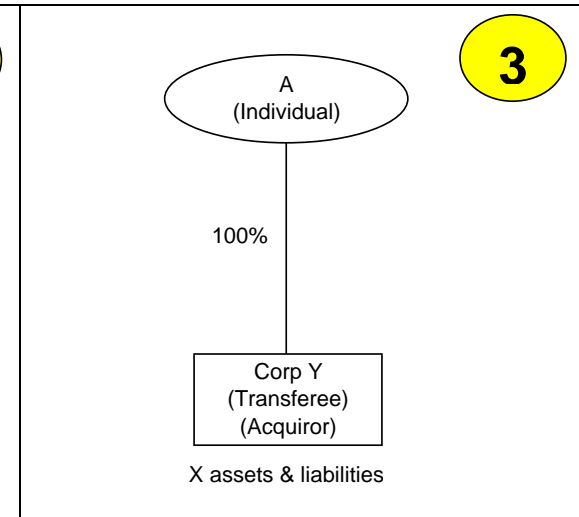 3
A
(Individual)
100%
Corp Y
(Transferee)
(Acquiror)
X assets & liabilities